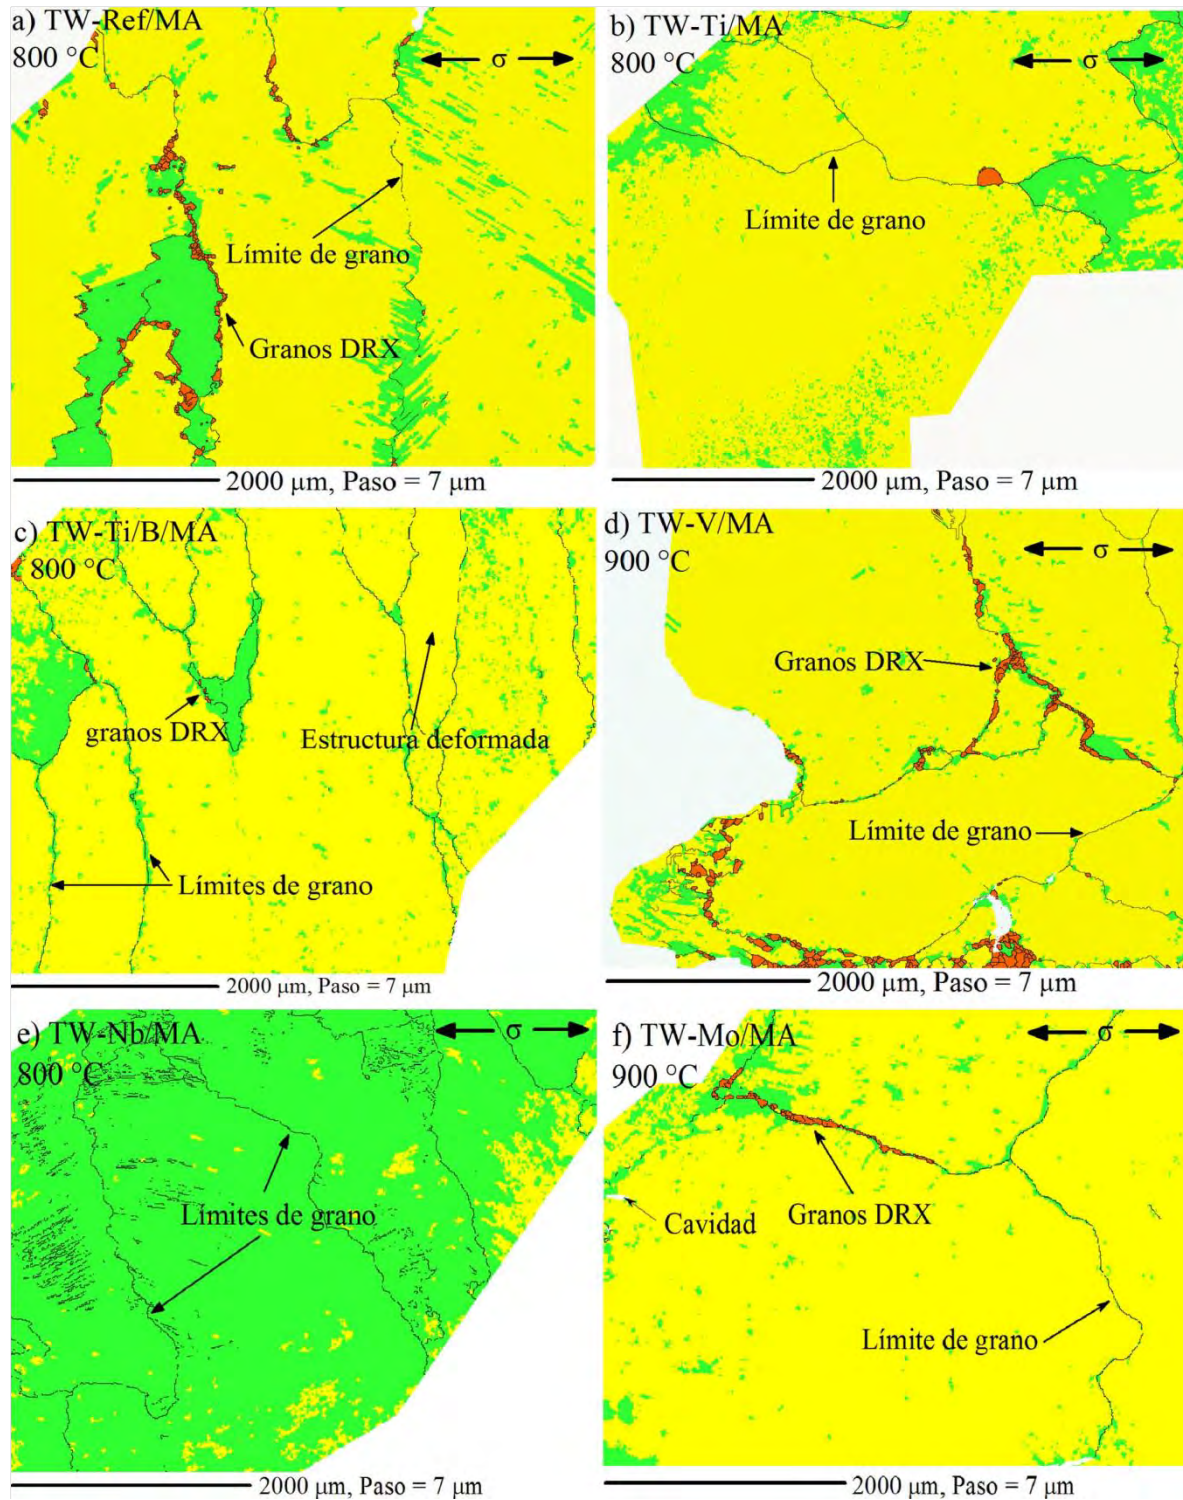 a) TW-Ref/MA
800 °C
σ
Límite de grano
Granos DRX
2000 μm, Paso = 7 μm
b) TW-Ti/MA
800 °C
σ
Límite de grano
2000 μm, Paso = 7 μm
c) TW-Ti/B/MA
800 °C
granos DRX
Estructura deformada
Límites de grano
2000 μm, Paso = 7 μm
d) TW-V/MA
900 °C
σ
Granos DRX
Límite de grano
2000 μm, Paso = 7 μm
e) TW-Nb/MA
800 °C
σ
Límites de grano
2000 μm, Paso = 7 μm
f) TW-Mo/MA
900 °C
σ
Cavidad
Granos DRX
Límite de grano
2000 μm, Paso = 7 μm